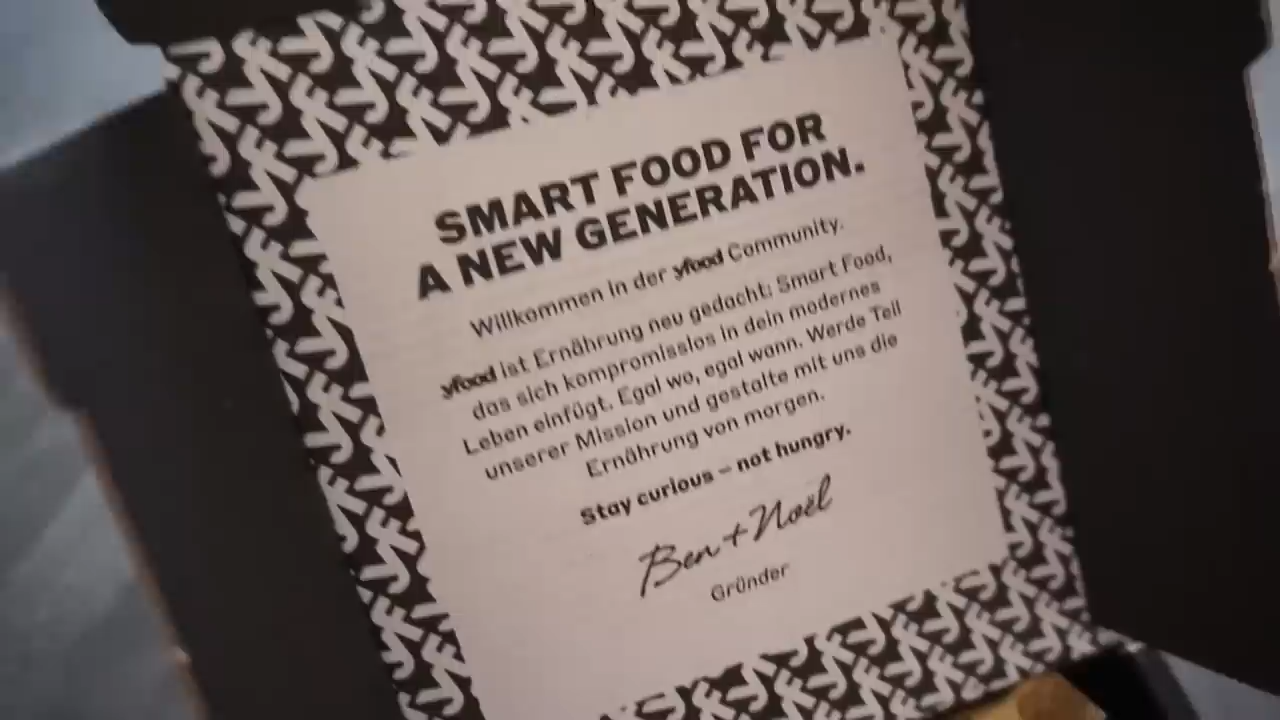 SMART FOOD FOR
A NEW GENERATION.
Willkommen in der yfood Community.
yfood ist Ernährung neu gedacht: Smart Food,
das sich kompromisslos in dein modernes
Leben einfügt. Egal wo, egal wann. Werde Teil
unserer Mission und gestalte mit uns die
Ernährung von morgen.
Stay curious – not hungry.
Ben + Noël
Gründer